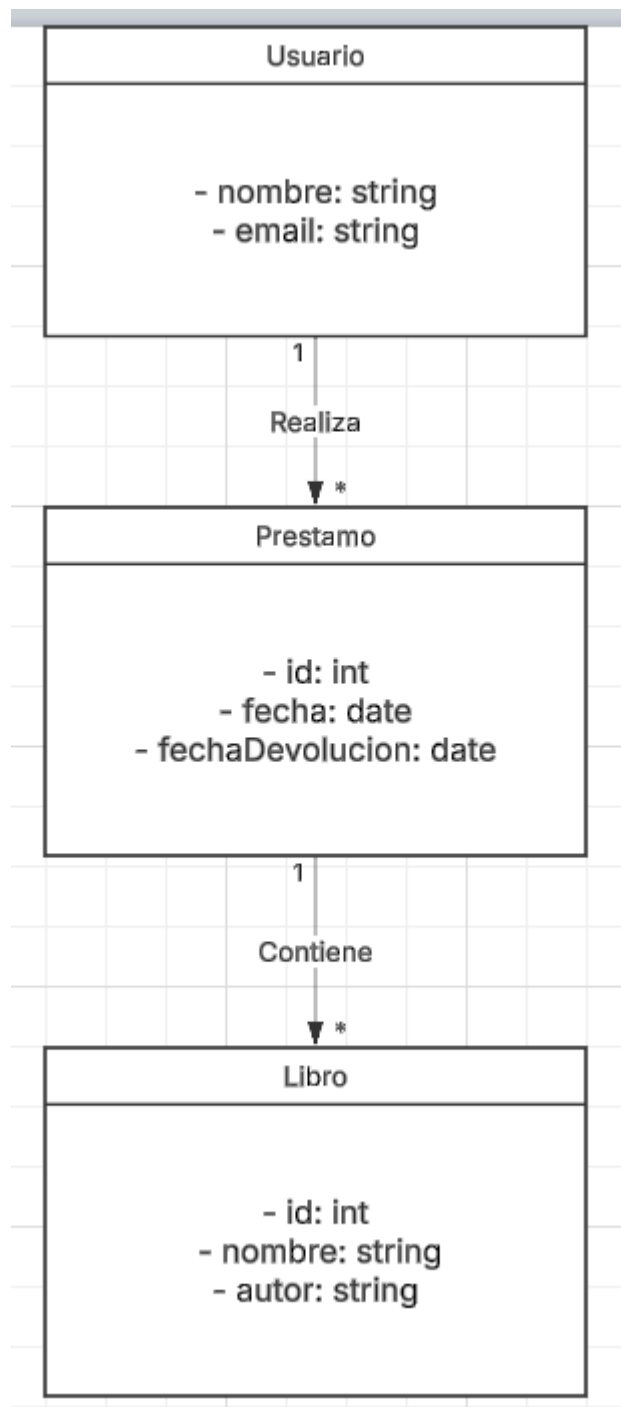 Usuario
- nombre: string
- email: string
1
Realiza
*
Prestamo
- id: int
- fecha: date
- fechaDevolucion: date
1
Contiene
*
Libro
- id: int
- nombre: string
- autor: string